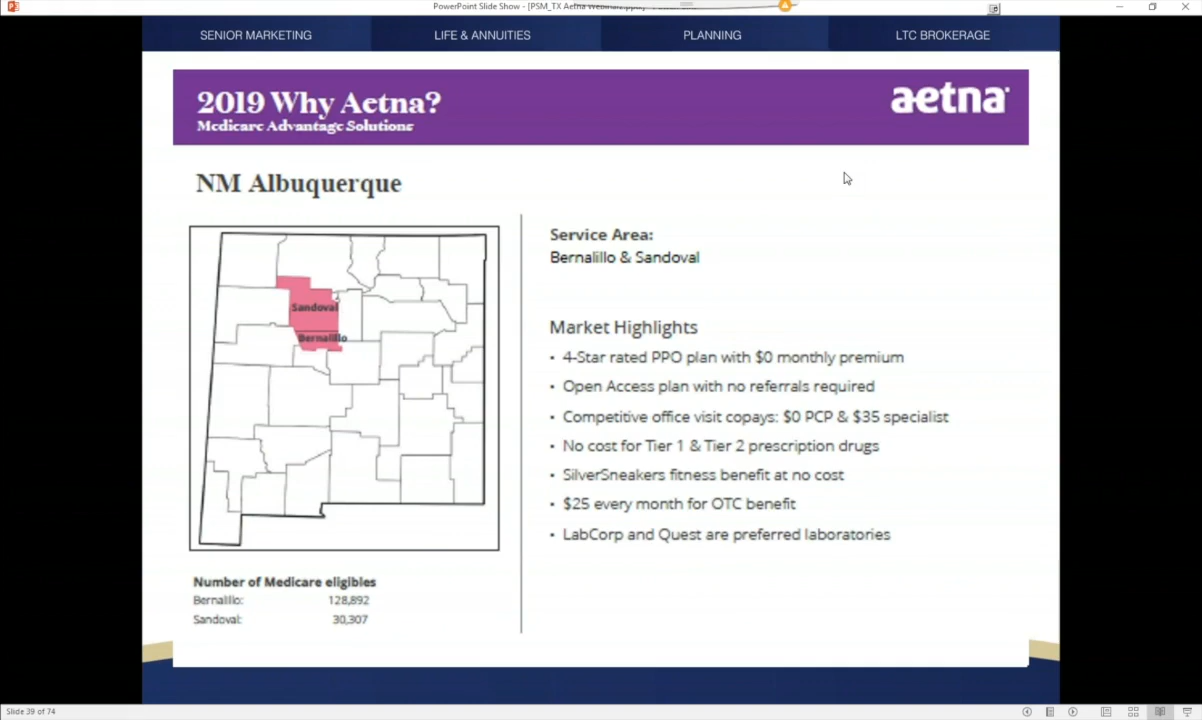 PowerPoint Slide Show - [PSM_TX Aetna
SENIOR MARKETING
LIFE & ANNUITIES
PLANNING
LTC BROKERAGE
2019 Why Aetna?
Medicare Advantage Solutions
aetna
NM Albuquerque
Sandoval
Bernalillo
Number of Medicare eligibles
Bernalillo: 128,892
Sandoval: 30,307
Service Area:
Bernalillo & Sandoval
Market Highlights
• 4-Star rated PPO plan with $0 monthly premium
• Open Access plan with no referrals required
• Competitive office visit copays: $0 PCP & $35 specialist
• No cost for Tier 1 & Tier 2 prescription drugs
• SilverSneakers fitness benefit at no cost
• $25 every month for OTC benefit
• LabCorp and Quest are preferred laboratories
Slide 39 of 74